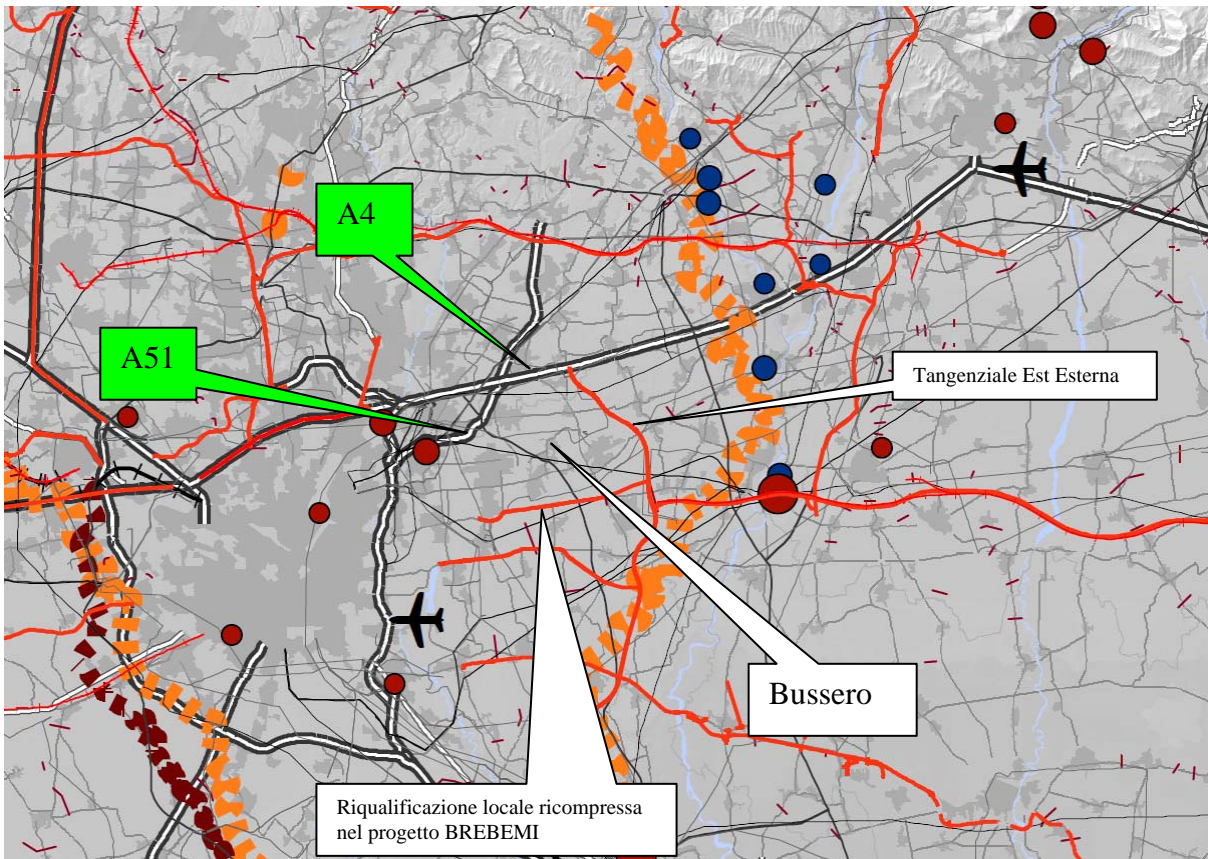 A4
A51
Tangenziale Est Esterna
Bussero
Riqualificazione locale ricompressa
nel progetto BREBEMI